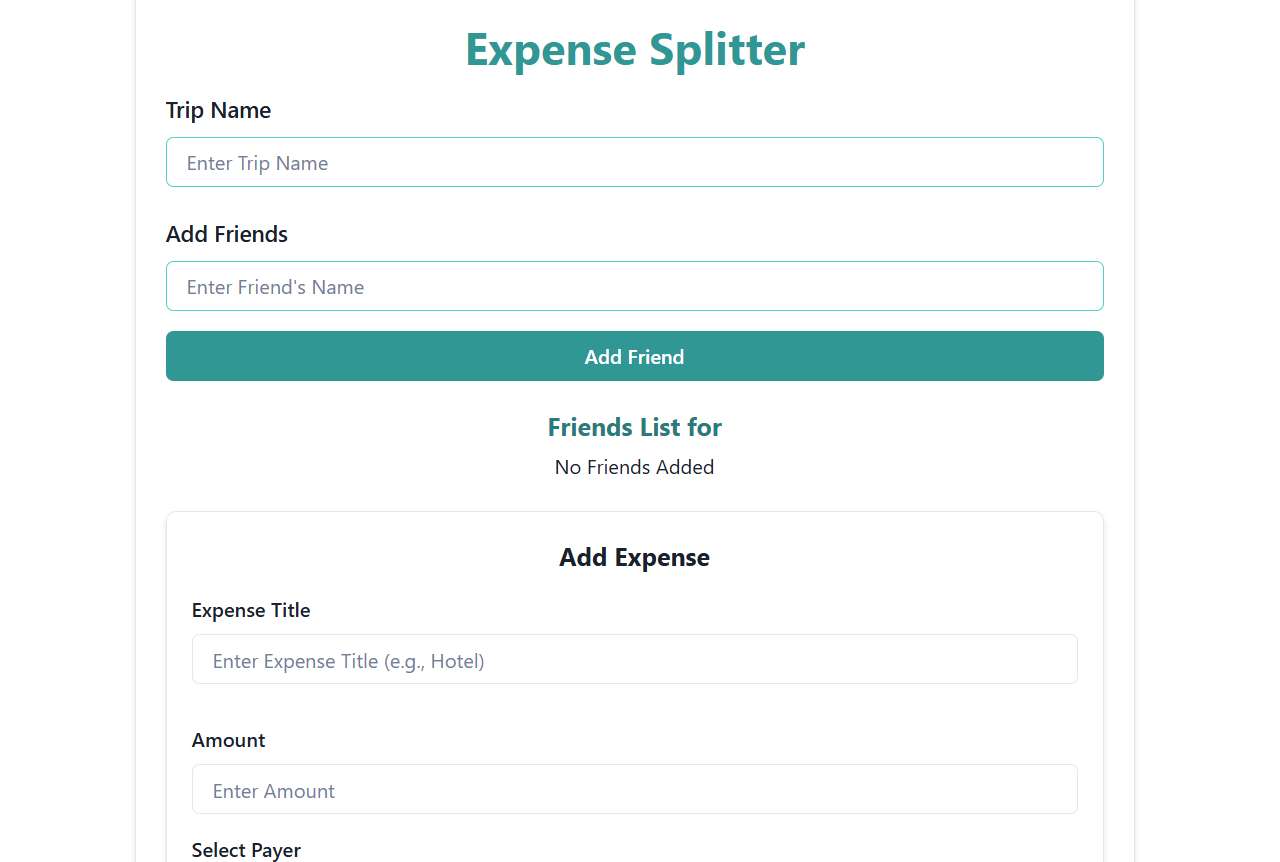 Expense Splitter
Trip Name
Enter Trip Name
Add Friends
Enter Friend's Name
Add Friend
Friends List for
No Friends Added
Add Expense
Expense Title
Enter Expense Title (e.g., Hotel)
Amount
Enter Amount
Select Payer